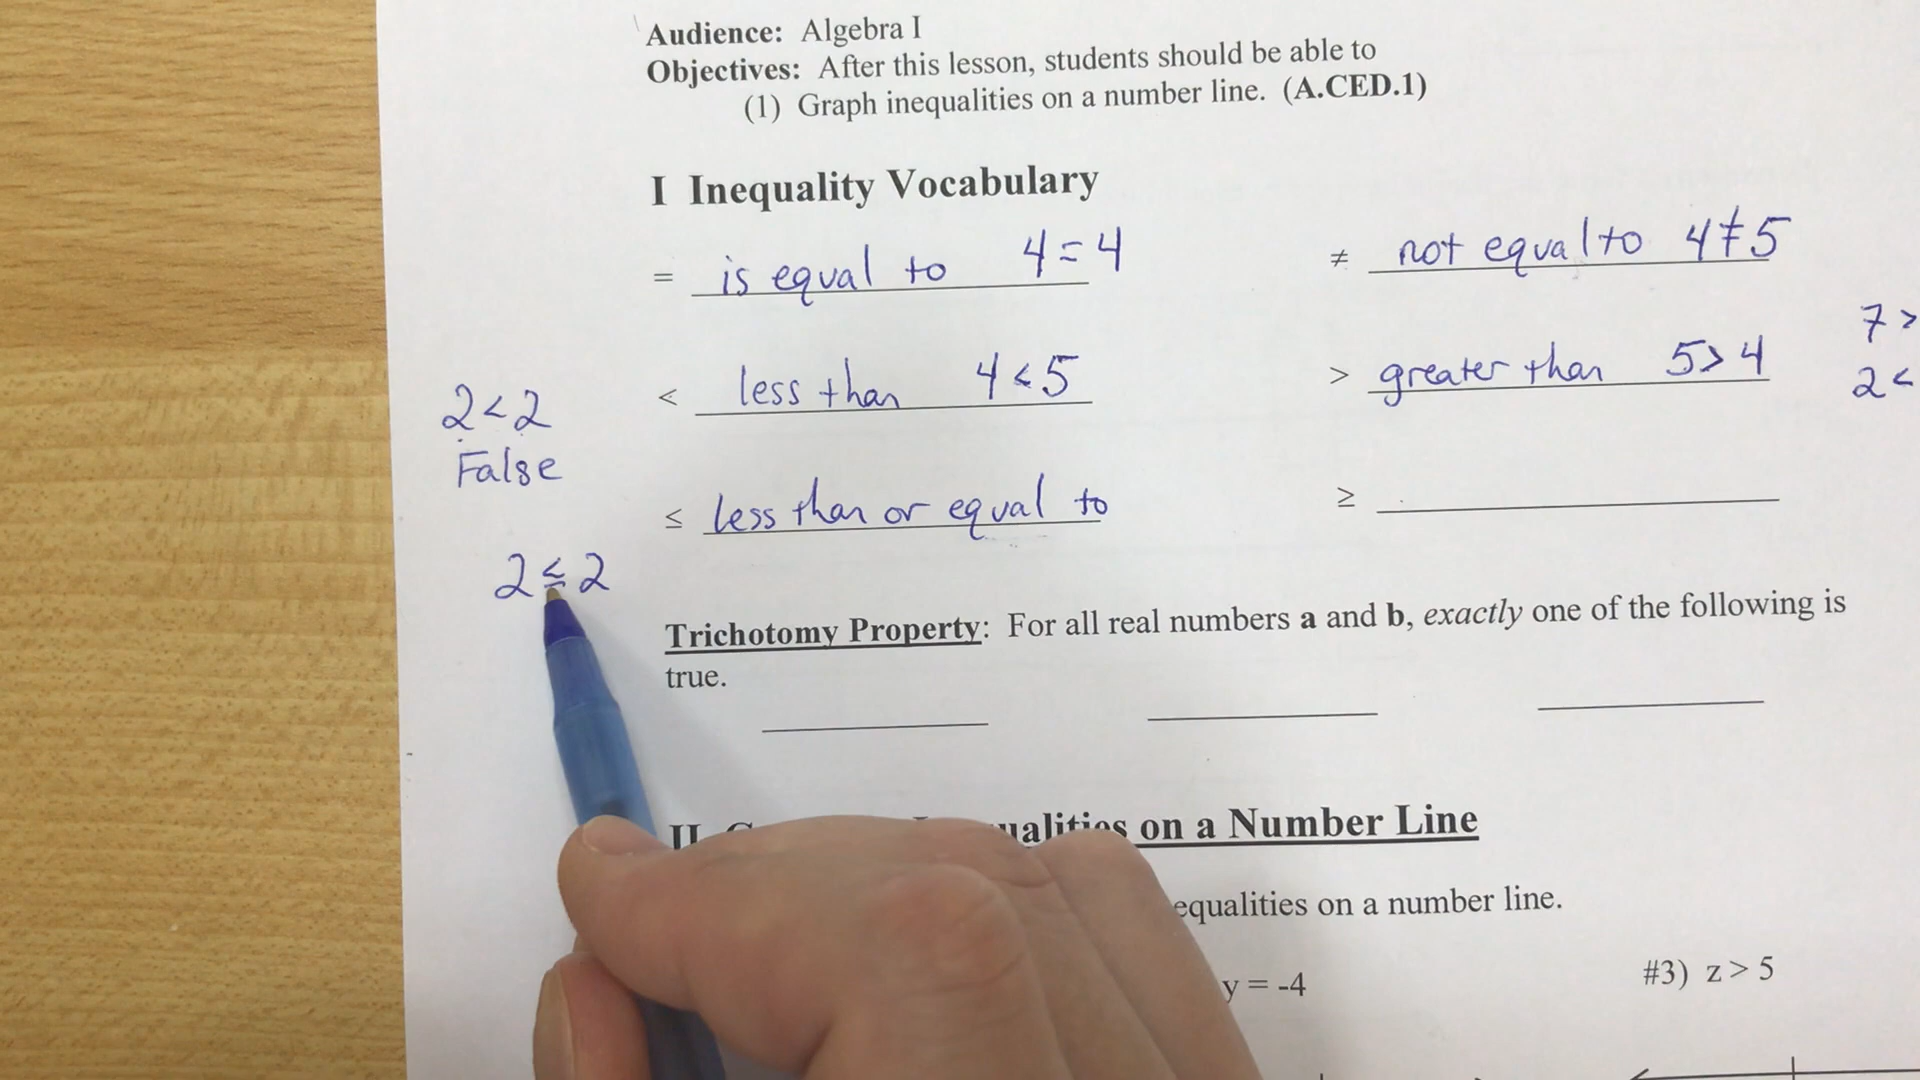 Audience: Algebra I
Objectives: After this lesson, students should be able to
(1) Graph inequalities on a number line. (A.CED.1)
I Inequality Vocabulary
= is equal to 4=4
≠ not equal to 4≠5
< less than 4<5
> greater than 5>4
7>
2<
2<2
False
≤ less than or equal to
≥
2≤2
Trichotomy Property: For all real numbers a and b, exactly one of the following is
true.
II on a Number Line
on a number line.
y = -4
#3) z > 5